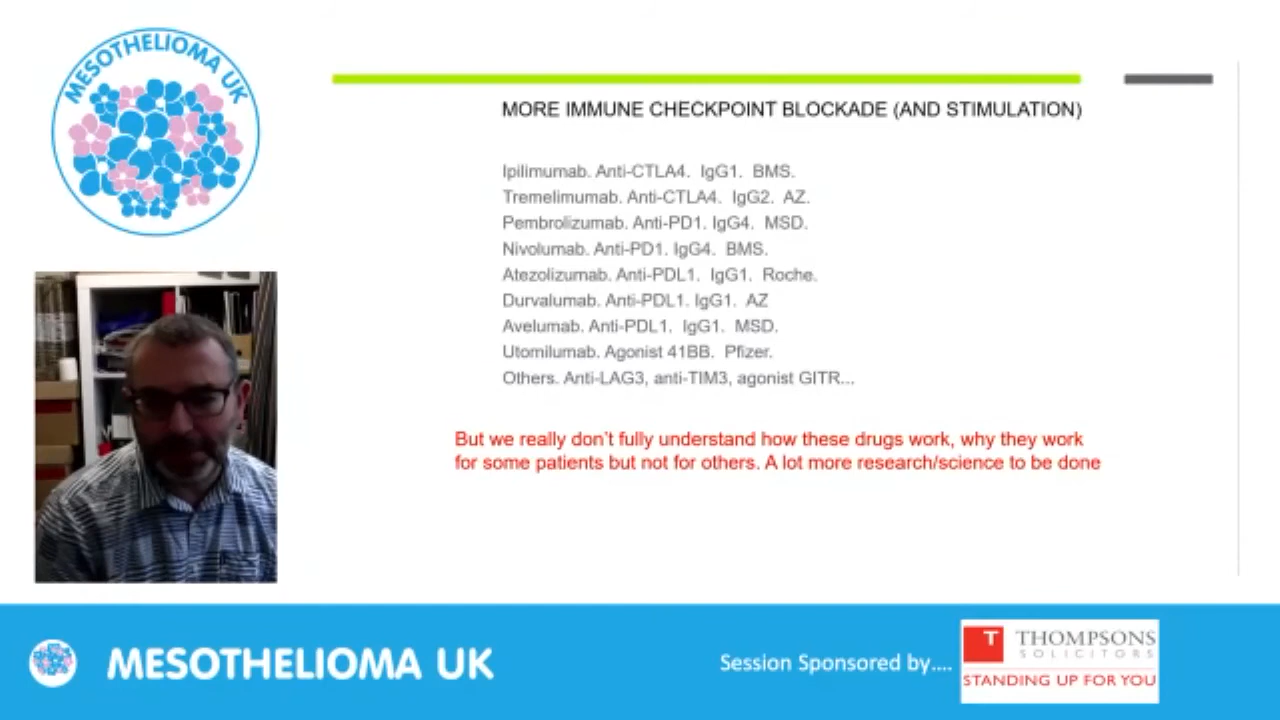 MESOTHELIOMA UK
MORE IMMUNE CHECKPOINT BLOCKADE (AND STIMULATION)
Ipilimumab. Anti-CTLA4. IgG1. BMS.
Tremelimumab. Anti-CTLA4. IgG2. AZ.
Pembrolizumab. Anti-PD1. IgG4. MSD.
Nivolumab. Anti-PD1. IgG4. BMS.
Atezolizumab. Anti-PDL1. IgG1. Roche.
Durvalumab. Anti-PDL1. IgG1. AZ
Avelumab. Anti-PDL1. IgG1. MSD.
Utomilumab. Agonist 41BB. Pfizer.
Others. Anti-LAG3, anti-TIM3, agonist GITR...
But we really don't fully understand how these drugs work, why they work
for some patients but not for others. A lot more research/science to be done
MESOTHELIOMA UK
Session Sponsored by....
T THOMPSONS
SOLICITORS
STANDING UP FOR YOU